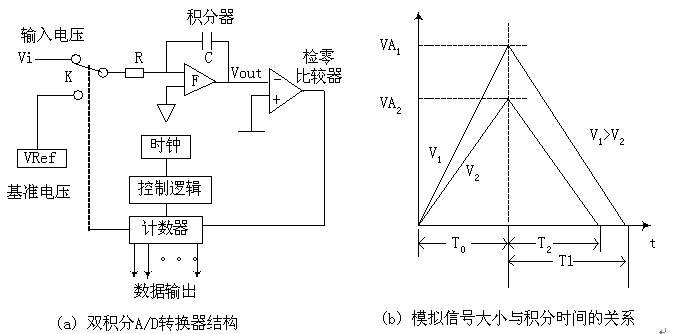 输入电压
Vi
K
R
积分器
C
F
Vout
检零
比较器
-
+
VRef
基准电压
时钟
控制逻辑
计数器
数据输出
(a) 双积分A/D转换器结构
VA1
VA2
V1
V2
V1>V2
T0
T2
T1
t
(b) 模拟信号大小与积分时间的关系